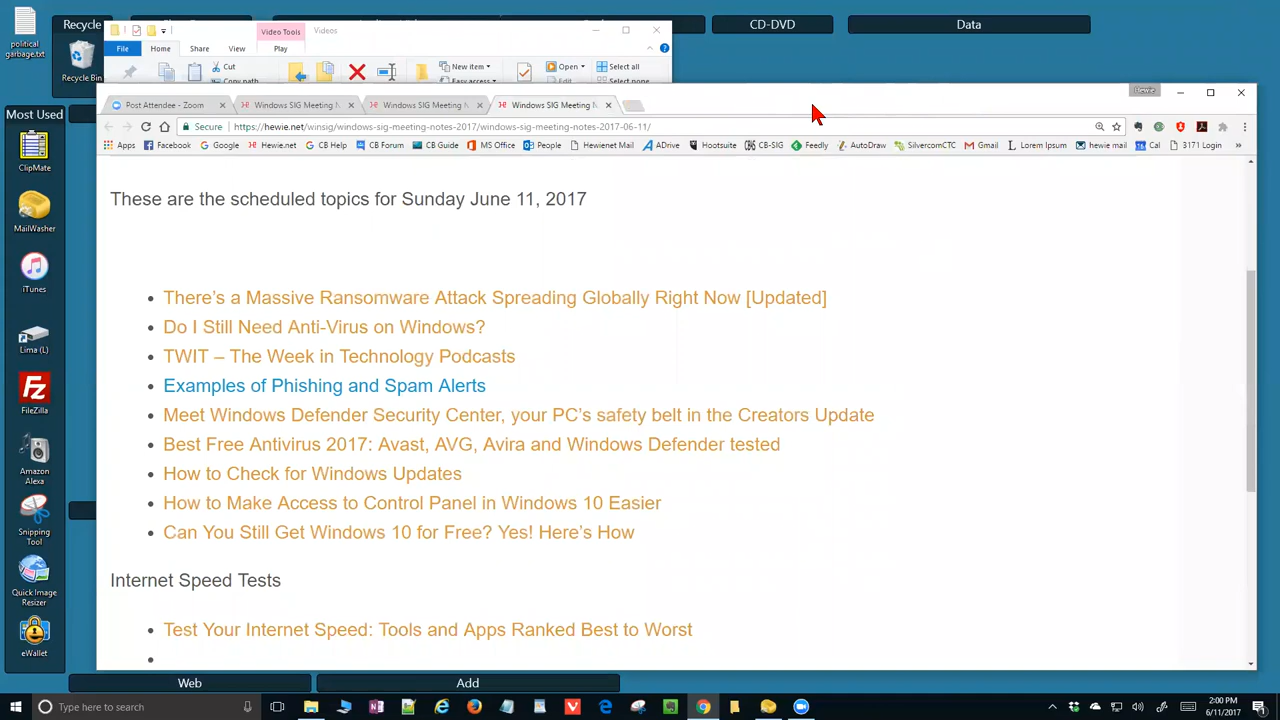 political
garbage.txt
Recycle
Recycle Bin
CD-DVD
Data
Video Tools
Videos
File
Home
Share
View
Play
Cut
Copy path
New item
Easy access
Open
Edit
Select all
Select none
Post Attendee - Zoom
Windows SIG Meeting N
Windows SIG Meeting N
Windows SIG Meeting N
Hewie
Secure
https://hewie.net/winsig/windows-sig-meeting-notes-2017/windows-sig-meeting-notes-2017-06-11/
Apps
Facebook
Google
Hewie.net
CB Help
CB Forum
CB Guide
MS Office
People
Hewienet Mail
ADrive
Hootsuite
CB-SIG
Feedly
AutoDraw
SilvercomCTC
Gmail
Lorem Ipsum
hewie mail
Cal
3171 Login
»
Most Used
ClipMate
MailWasher
iTunes
Lima (L)
FileZilla
Amazon
Alexa
Snipping
Tool
Quick Image
Resizer
eWallet
These are the scheduled topics for Sunday June 11, 2017
• There's a Massive Ransomware Attack Spreading Globally Right Now [Updated]
• Do I Still Need Anti-Virus on Windows?
• TWIT – The Week in Technology Podcasts
• Examples of Phishing and Spam Alerts
• Meet Windows Defender Security Center, your PC's safety belt in the Creators Update
• Best Free Antivirus 2017: Avast, AVG, Avira and Windows Defender tested
• How to Check for Windows Updates
• How to Make Access to Control Panel in Windows 10 Easier
• Can You Still Get Windows 10 for Free? Yes! Here's How
Internet Speed Tests
• Test Your Internet Speed: Tools and Apps Ranked Best to Worst
•
Web
Add
Type here to search
2:00 PM
6/11/2017